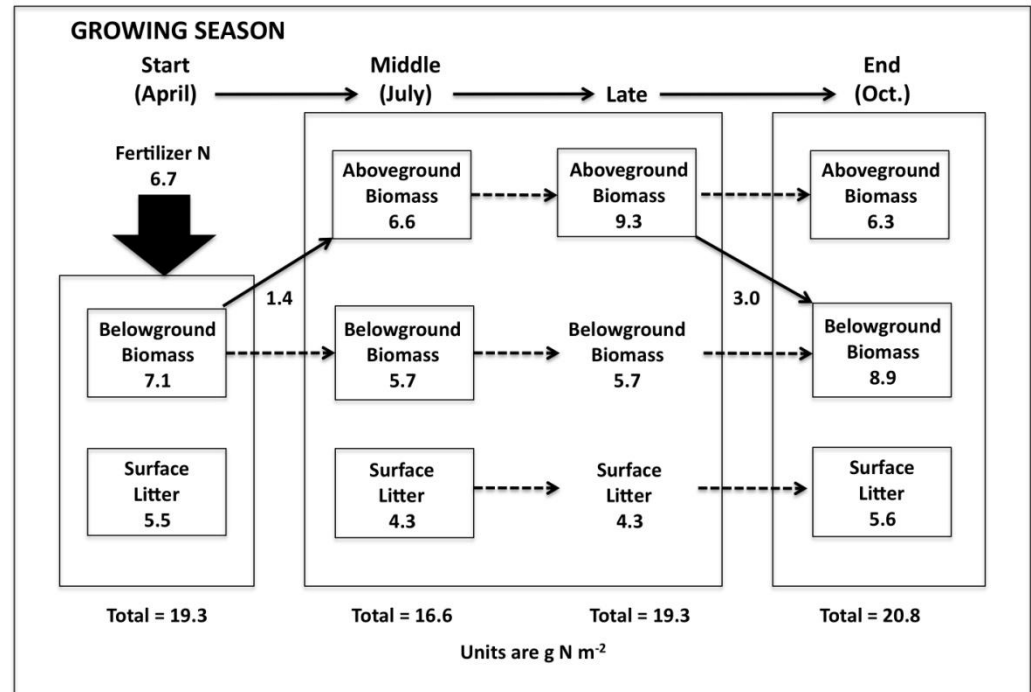 GROWING SEASON
Start
(April)
Middle
(July)
Late
End
(Oct.)
Fertilizer N
6.7
Aboveground
Biomass
6.6
Aboveground
Biomass
9.3
Aboveground
Biomass
6.3
1.4
3.0
Belowground
Biomass
7.1
Belowground
Biomass
5.7
Belowground
Biomass
5.7
Belowground
Biomass
8.9
Surface
Litter
5.5
Surface
Litter
4.3
Surface
Litter
4.3
Surface
Litter
5.6
Total = 19.3
Total = 16.6
Total = 19.3
Total = 20.8
Units are g N m⁻²